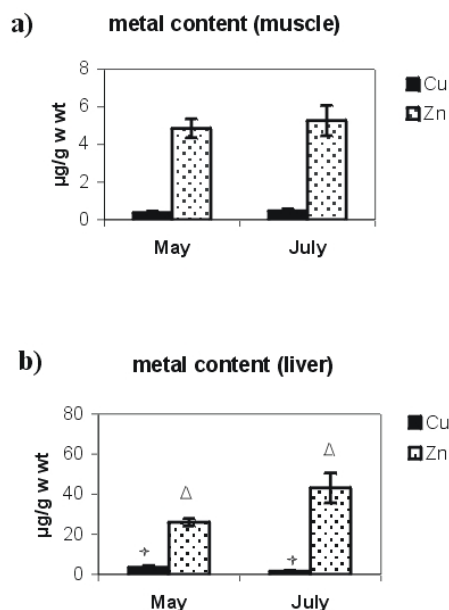 a)
metal content (muscle)
8
6
4
2
0
µg/g w wt
May
July
Cu
Zn
b)
metal content (liver)
80
60
40
20
0
µg/g w wt
+
Δ
+
Δ
May
July
Cu
Zn